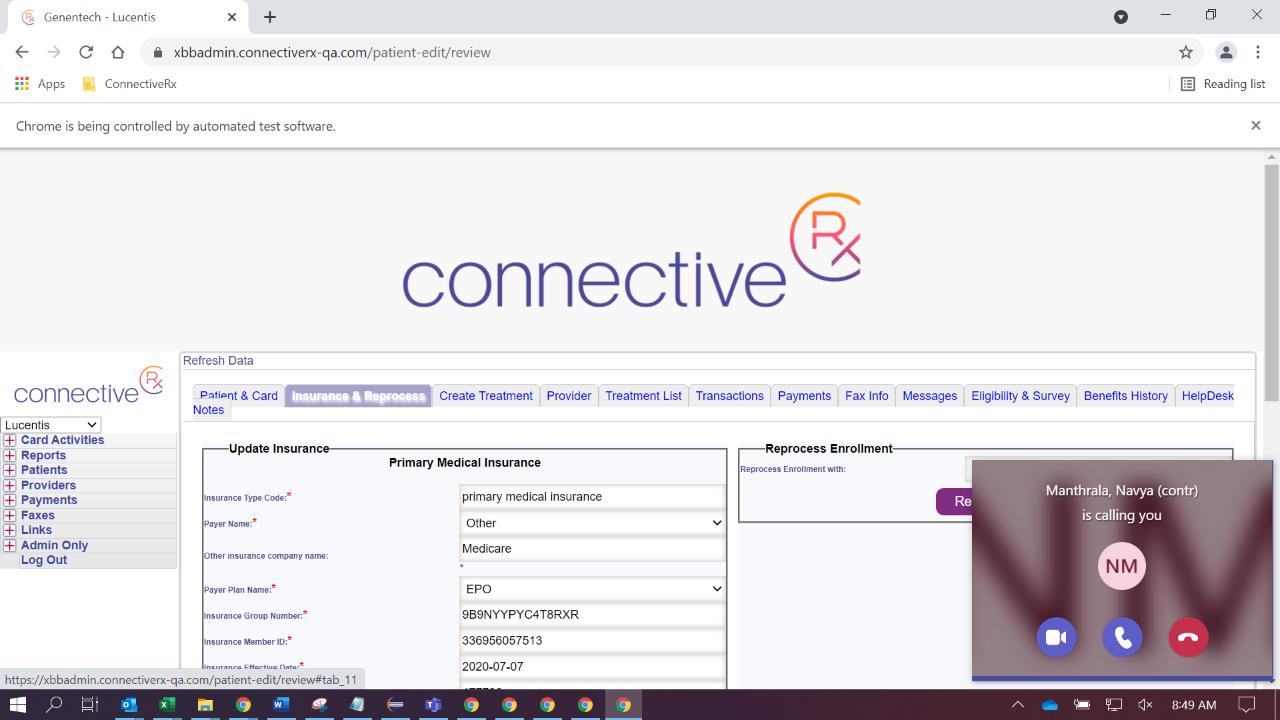 Genentech - Lucentis
xbbadmin.connectiverx-qa.com/patient-edit/review
Apps
ConnectiveRx
Reading list
Chrome is being controlled by automated test software.
connective Rx
connective Rx
Refresh Data
Patient & Card
Insurance & Reprocess
Create Treatment
Provider
Treatment List
Transactions
Payments
Fax Info
Messages
Eligibility & Survey
Benefits History
HelpDesk
Notes
Lucentis
Card Activities
Reports
Patients
Providers
Payments
Faxes
Links
Admin Only
Log Out
Update Insurance
Primary Medical Insurance
Insurance Type Code:* primary medical insurance
Payer Name:* Other
Other insurance company name: Medicare
*
Payer Plan Name:* EPO
Insurance Group Number:* 9B9NYYPYC4T8RXR
Insurance Member ID:* 336956057513
Insurance Effective Date:* 2020-07-07
Reprocess Enrollment
Reprocess Enrollment with:
Re
Manthrala, Navya (contr)
is calling you
NM
https://xbbadmin.connectiverx-qa.com/patient-edit/review#tab_11
8:49 AM